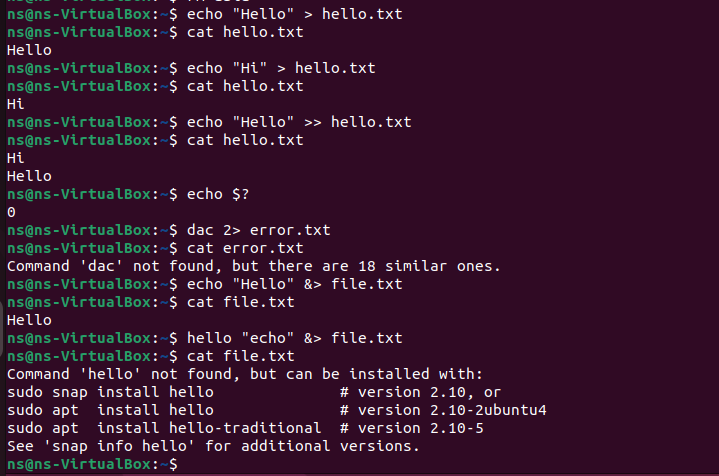 ns@ns-VirtualBox:~$ echo "Hello" > hello.txt
ns@ns-VirtualBox:~$ cat hello.txt
Hello
ns@ns-VirtualBox:~$ echo "Hi" > hello.txt
ns@ns-VirtualBox:~$ cat hello.txt
Hi
ns@ns-VirtualBox:~$ echo "Hello" >> hello.txt
ns@ns-VirtualBox:~$ cat hello.txt
Hi
Hello
ns@ns-VirtualBox:~$ echo $?
0
ns@ns-VirtualBox:~$ dac 2> error.txt
ns@ns-VirtualBox:~$ cat error.txt
Command 'dac' not found, but there are 18 similar ones.
ns@ns-VirtualBox:~$ echo "Hello" &> file.txt
ns@ns-VirtualBox:~$ cat file.txt
Hello
ns@ns-VirtualBox:~$ hello "echo" &> file.txt
ns@ns-VirtualBox:~$ cat file.txt
Command 'hello' not found, but can be installed with:
sudo snap install hello              # version 2.10, or
sudo apt  install hello              # version 2.10-2ubuntu4
sudo apt  install hello-traditional  # version 2.10-5
See 'snap info hello' for additional versions.
ns@ns-VirtualBox:~$